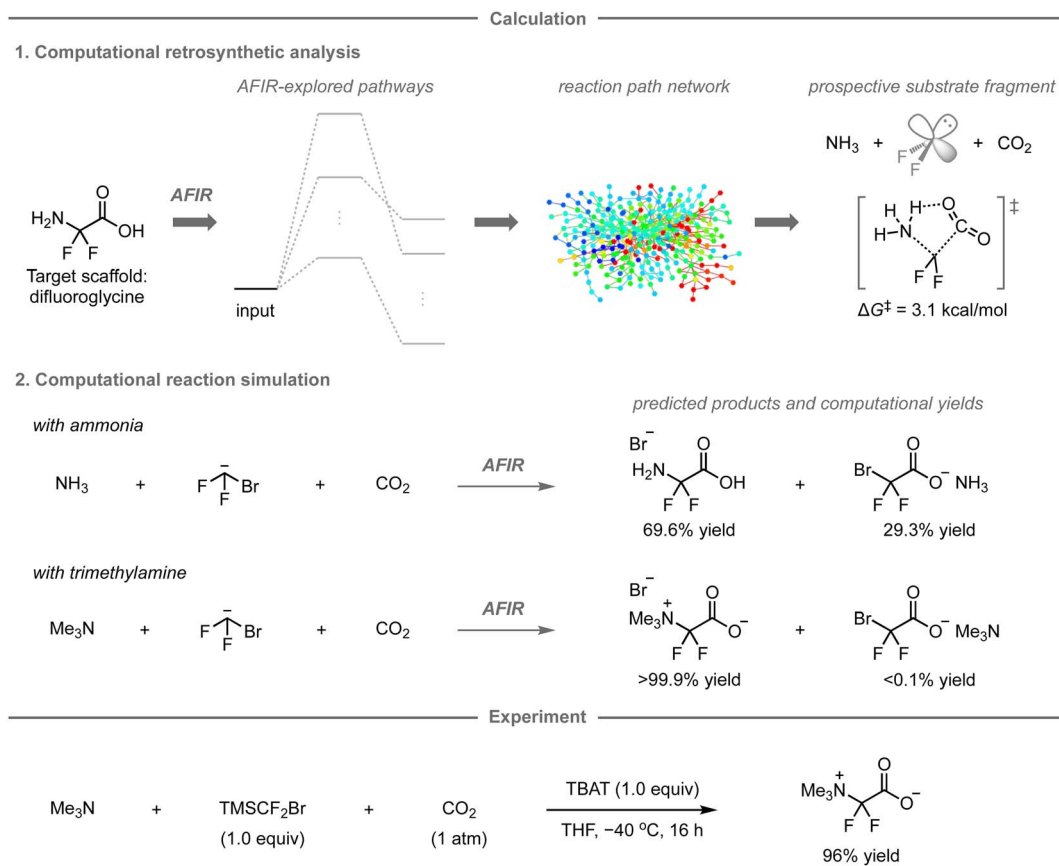 Calculation
1. Computational retrosynthetic analysis
AFIR-explored pathways
reaction path network
prospective substrate fragment
NH₃ + F F + CO₂
AFIR
H₂N O OH F F
Target scaffold:
difluoroglycine
input
H H H N O C O F F ‡
ΔG‡ = 3.1 kcal/mol
2. Computational reaction simulation
predicted products and computational yields
with ammonia
NH₃ + F F − Br + CO₂ AFIR Br− H₂N O OH F F + Br O O− F F NH₃
69.6% yield 29.3% yield
with trimethylamine
Me₃N + F F − Br + CO₂ AFIR Br− Me₃N+ O O− F F + Br O O− F F Me₃N
>99.9% yield <0.1% yield
Experiment
Me₃N + TMSCF₂Br + CO₂ TBAT (1.0 equiv) Me₃N+ O O− F F
(1.0 equiv) (1 atm) THF, −40 ºC, 16 h
96% yield